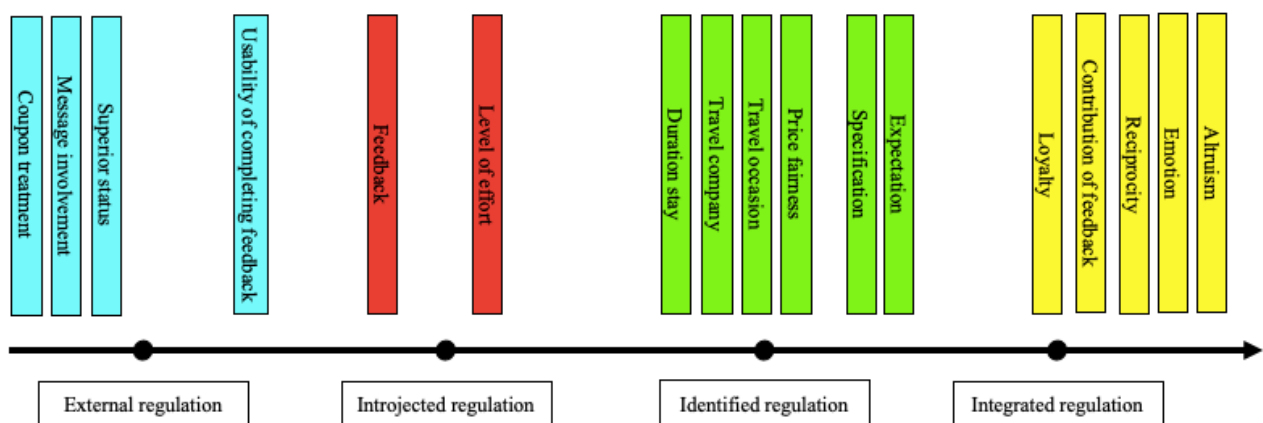 Coupon treatment
Message involvement
Superior status
Usability of
completing feedback
Feedback
Level of effort
Duration stay
Travel company
Travel occasion
Price fairness
Specification
Expectation
Loyalty
Contribution of
feedback
Reciprocity
Emotion
Altruism
External regulation
Introjected regulation
Identified regulation
Integrated regulation